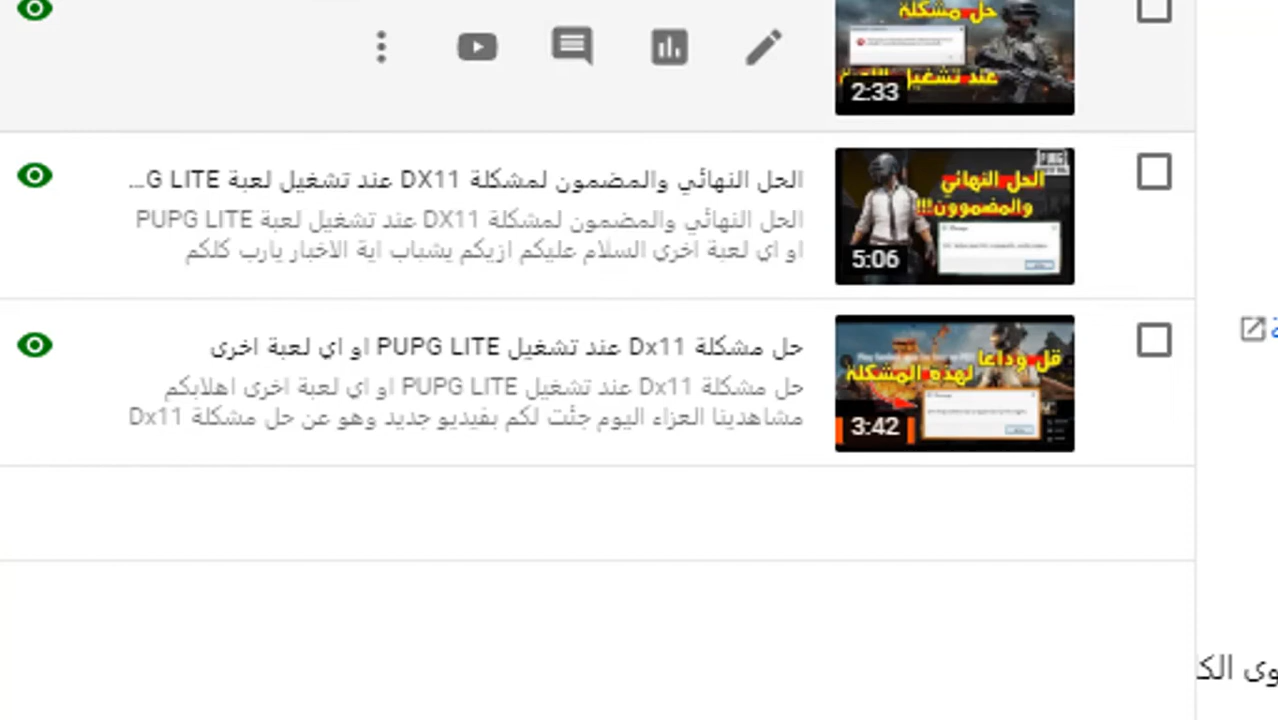 حل مشكلة
عند تشغيل
2:33
الحل النهائي والمضمون لمشكلة DX11 عند تشغيل لعبة G LITE...
الحل النهائي والمضمون لمشكلة DX11 عند تشغيل لعبة PUPG LITE
او اي لعبة اخرى السلام عليكم ازيكم يشباب اية الاخبار يارب كلكم
الحل النهائي
والمضموون!!!
5:06
حل مشكلة Dx11 عند تشغيل PUPG LITE او اي لعبة اخرى
حل مشكلة Dx11 عند تشغيل PUPG LITE او اي لعبة اخرى اهلابكم
مشاهدينا العزاء اليوم جئت لكم بفيديو جديد وهو عن حل مشكلة Dx11
قل وداعا
لهذه المشكلة
3:42
وى الك